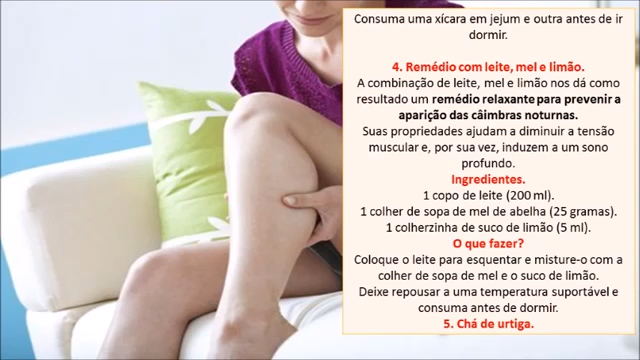 Consuma uma xícara em jejum e outra antes de ir
dormir.
4. Remédio com leite, mel e limão.
A combinação de leite, mel e limão nos dá como
resultado um remédio relaxante para prevenir a
aparição das câimbras noturnas.
Suas propriedades ajudam a diminuir a tensão
muscular e, por sua vez, induzem a um sono
profundo.
Ingredientes.
1 copo de leite (200 ml).
1 colher de sopa de mel de abelha (25 gramas).
1 colherzinha de suco de limão (5 ml).
O que fazer?
Coloque o leite para esquentar e misture-o com a
colher de sopa de mel e o suco de limão.
Deixe repousar a uma temperatura suportável e
consuma antes de dormir.
5. Chá de urtiga.